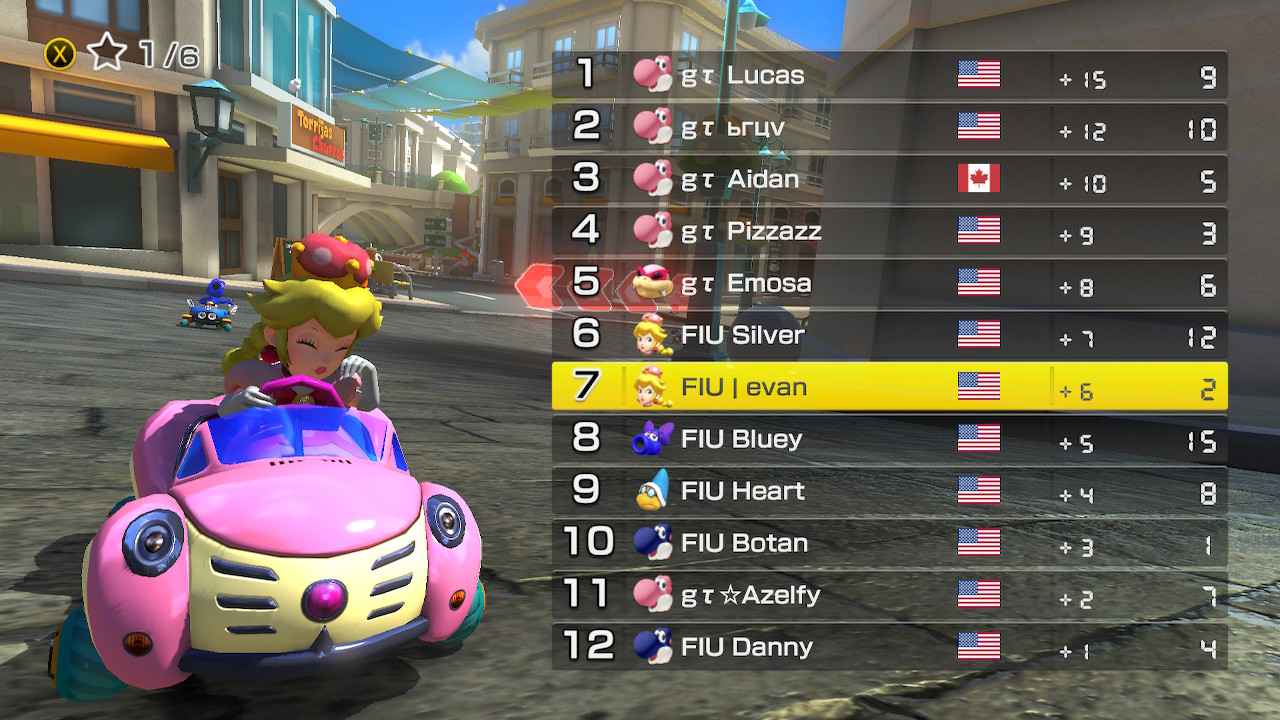 X 1/6
Torrijas
Churros
1 gτ Lucas +15 9
2 gτ ьгцv +12 10
3 gτ Aidan +10 5
4 gτ Pizzazz +9 3
5 gτ Emosa +8 6
6 FIU Silver +7 12
7 FIU | evan +6 2
8 FIU Bluey +5 15
9 FIU Heart +4 8
10 FIU Botan +3 1
11 gτ ☆Azelfy +2 7
12 FIU Danny +1 4